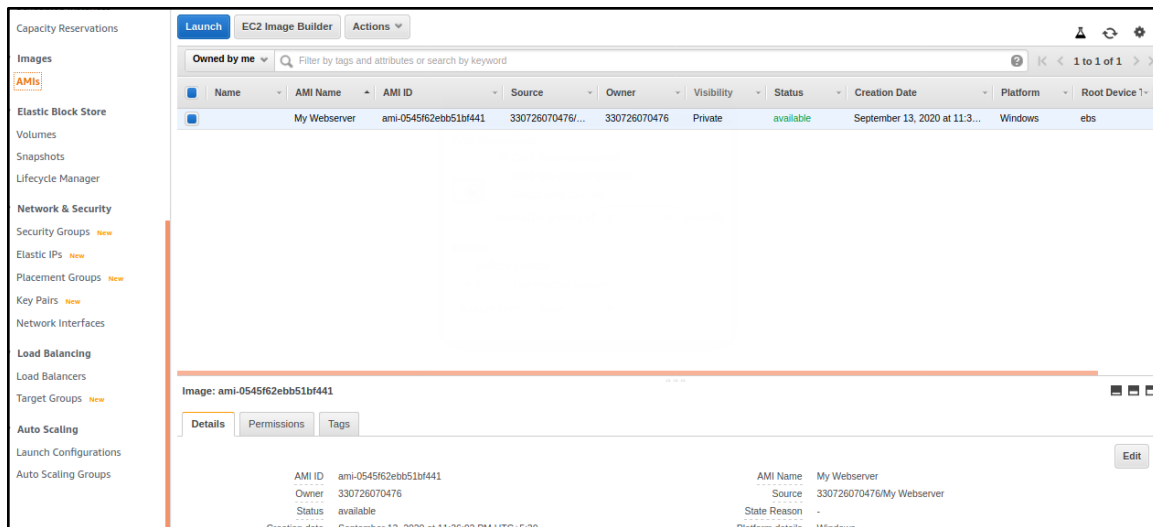 Capacity Reservations
Images
AMIs
Elastic Block Store
Volumes
Snapshots
Lifecycle Manager
Network & Security
Security Groups New
Elastic IPs New
Placement Groups New
Key Pairs New
Network Interfaces
Load Balancing
Load Balancers
Target Groups New
Auto Scaling
Launch Configurations
Auto Scaling Groups
Launch EC2 Image Builder Actions
Owned by me Filter by tags and attributes or search by keyword 1 to 1 of 1
Name AMI Name AMI ID Source Owner Visibility Status Creation Date Platform Root Device
My Webserver ami-0545f62ebb51bf441 330726070476/... 330726070476 Private available September 13, 2020 at 11:3... Windows ebs
Image: ami-0545f62ebb51bf441
Details Permissions Tags
Edit
AMI ID ami-0545f62ebb51bf441 AMI Name My Webserver
Owner 330726070476 Source 330726070476/My Webserver
Status available State Reason -